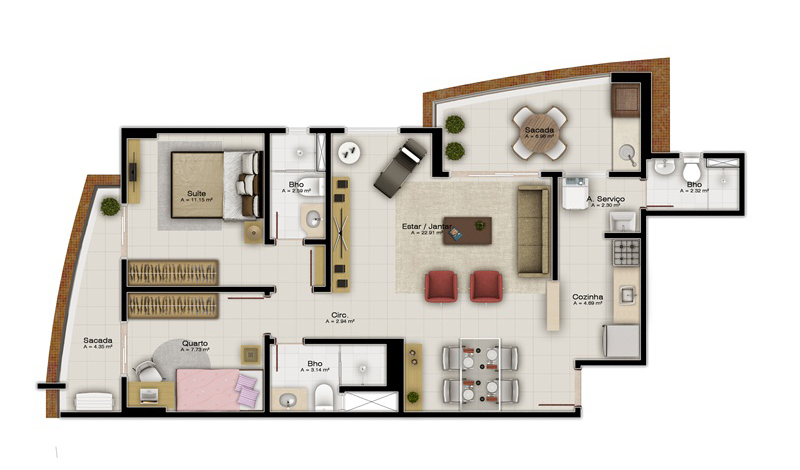 Sacada
A = 6.98 m²
Suíte
A = 11.15 m²
Bho
A = 2.59 m²
Bho
A = 2.32 m²
A. Serviço
A = 2.30 m²
Estar / Jantar
A = 22.91 m²
Cozinha
A = 4.69 m²
Circ.
A = 2.94 m²
Sacada
A = 4.35 m²
Quarto
A = 7.73 m²
Bho
A = 3.14 m²